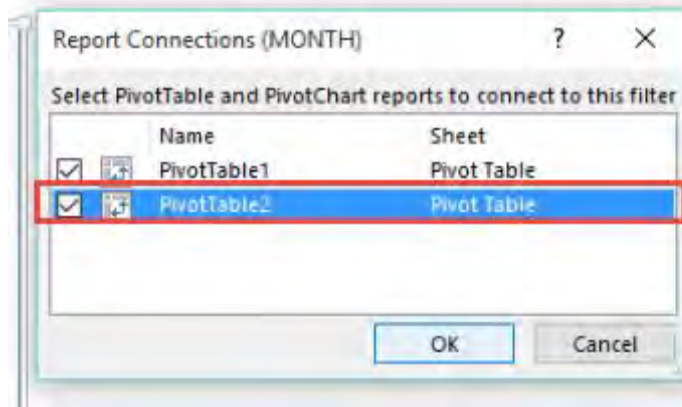 Report Connections (MONTH) ? X
Select PivotTable and PivotChart reports to connect to this filter
Name Sheet
PivotTable1 Pivot Table
PivotTable2 Pivot Table
OK Cancel